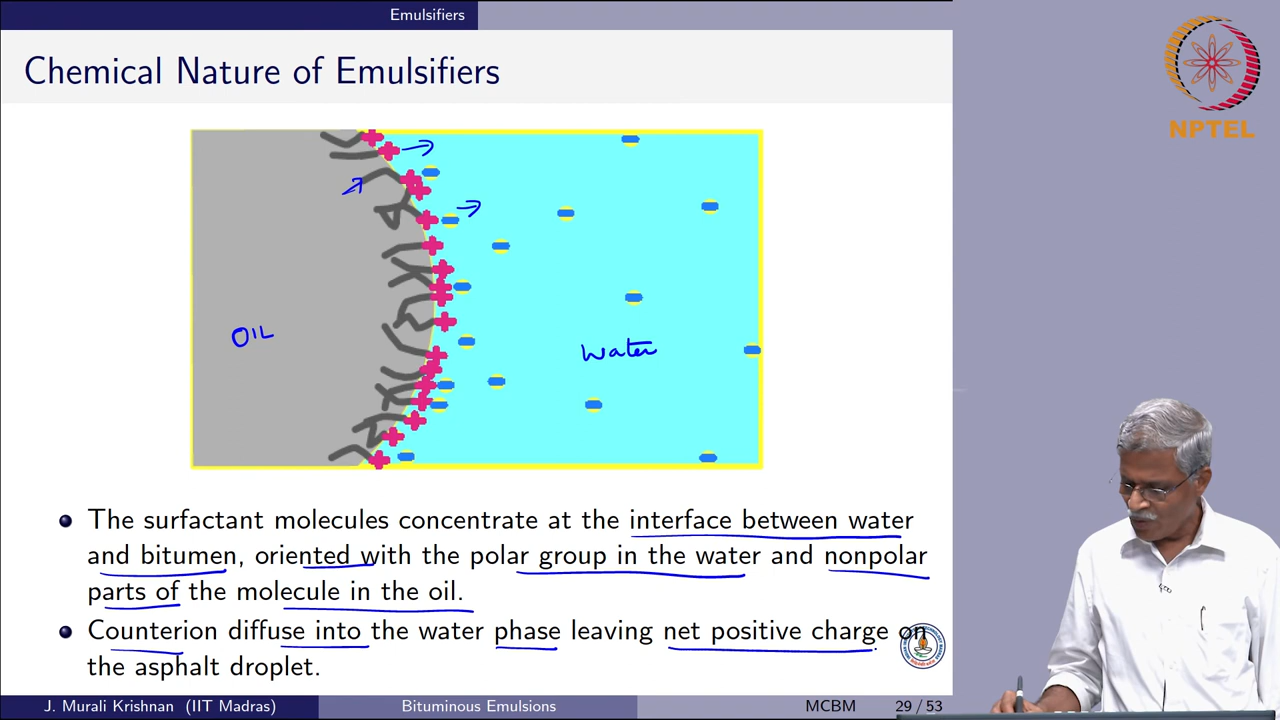 Emulsifiers
Chemical Nature of Emulsifiers
NPTEL
OIL
Water
The surfactant molecules concentrate at the interface between water
and bitumen, oriented with the polar group in the water and nonpolar
parts of the molecule in the oil.
Counterion diffuse into the water phase leaving net positive charge on
the asphalt droplet.
J. Murali Krishnan (IIT Madras)
Bituminous Emulsions
MCBM
29 / 53